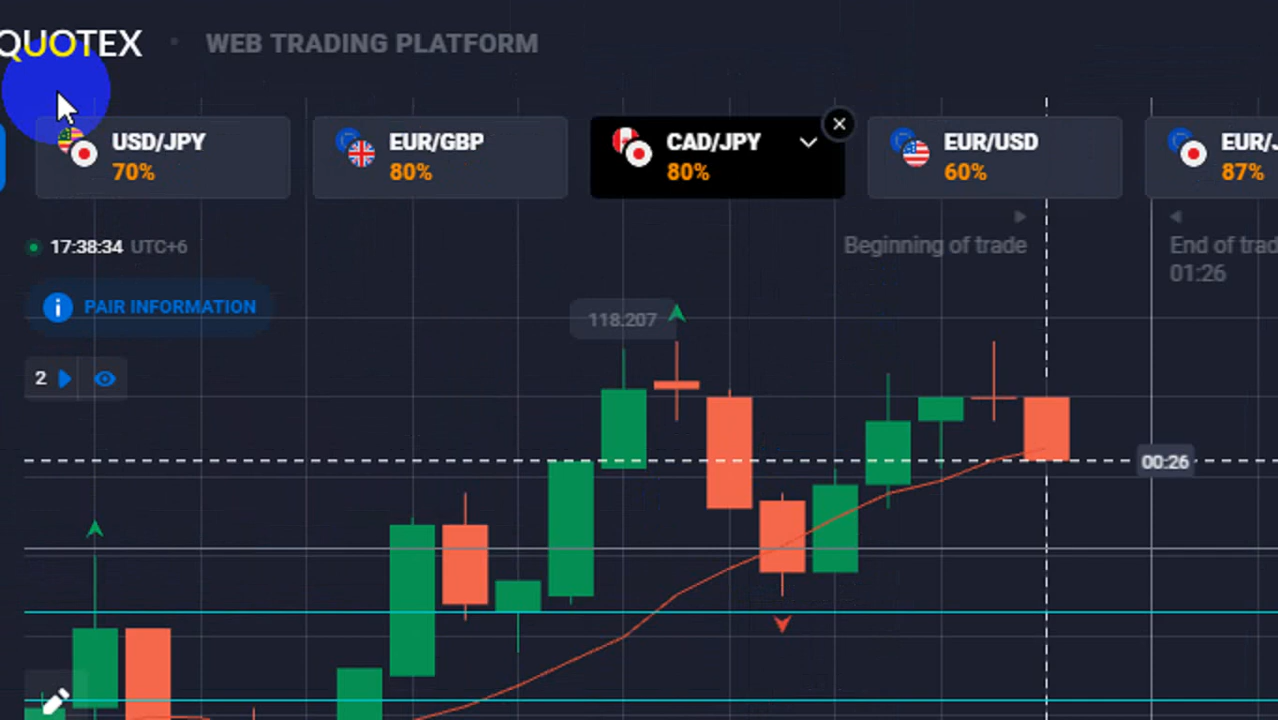 QUOTEX WEB TRADING PLATFORM
USD/JPY
70%
EUR/GBP
80%
CAD/JPY
80%
EUR/USD
60%
EUR/J
87%
17:38:34 UTC+6
Beginning of trade
End of trad
01:26
PAIR INFORMATION
118.207
2
00:26